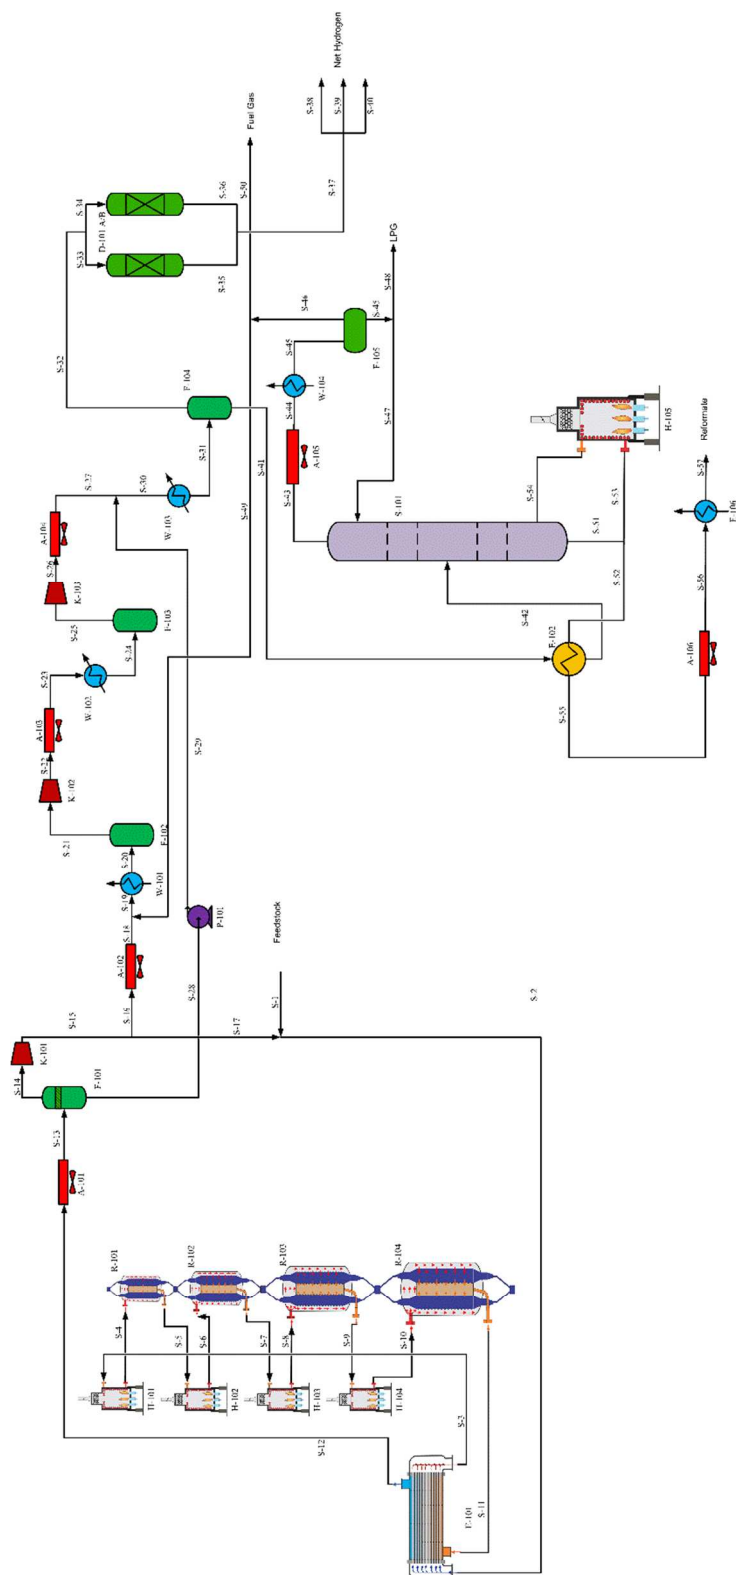 Net Hydrogen
S-38
S-39
S-40
Fuel Gas
S-34
S-36
S-37
S-50
D-101 A/B
S-33
S-35
S-32
S-46
S-45
S-48
LPG
F-104
S-45
F-105
W-104
S-31
S-44
S-47
S-27
S-30
A-105
S-41
H-105
A-104
W-103
S-43
S-101
S-54
S-53
Reformate
S-26
S-49
S-57
K-103
S-51
S-25
F-103
S-52
E-106
S-24
S-42
S-56
S-23
W-102
E-102
A-103
S-29
A-106
S-22
S-55
K-102
S-21
F-102
S-20
W-101
S-19
S-18
P-101
A-102
Feedstock
S-28
S-16
S-1
S-2
S-15
S-17
K-101
S-14
F-101
S-13
A-101
R-101
R-102
R-103
R-104
S-4
S-5
S-6
S-7
S-8
S-9
S-10
H-101
H-102
H-103
H-104
S-3
S-12
E-101
S-11